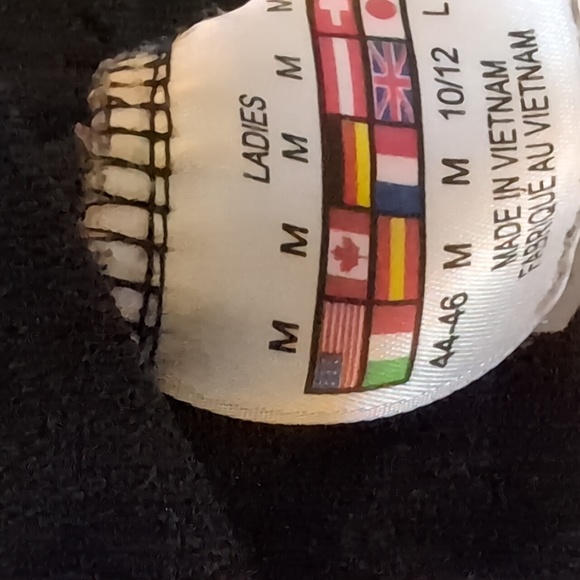 LADIES
M M M M M
44-46 M M 10/12 L
MADE IN VIETNAM
FABRIQUÉ AU VIETNAM